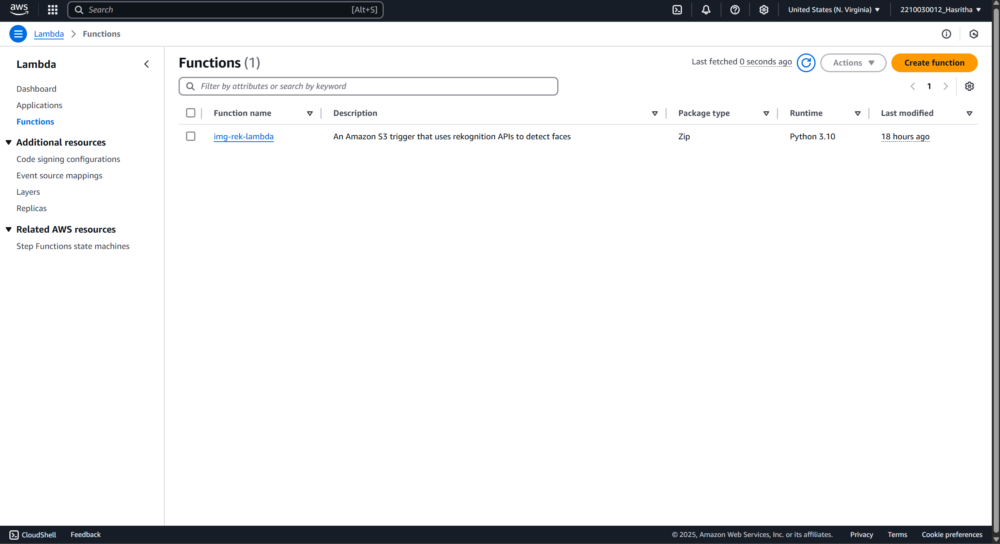 aws
Search [Alt+S]
United States (N. Virginia)
2210030012_Hasritha
Lambda
Functions
Lambda
Dashboard
Applications
Functions
Additional resources
Code signing configurations
Event source mappings
Layers
Replicas
Related AWS resources
Step Functions state machines
Functions (1)
Last fetched 0 seconds ago
Actions
Create function
Filter by attributes or search by keyword
1
Function name Description Package type Runtime Last modified
img-rek-lambda An Amazon S3 trigger that uses rekognition APIs to detect faces Zip Python 3.10 18 hours ago
CloudShell Feedback © 2025, Amazon Web Services, Inc. or its affiliates. Privacy Terms Cookie preferences